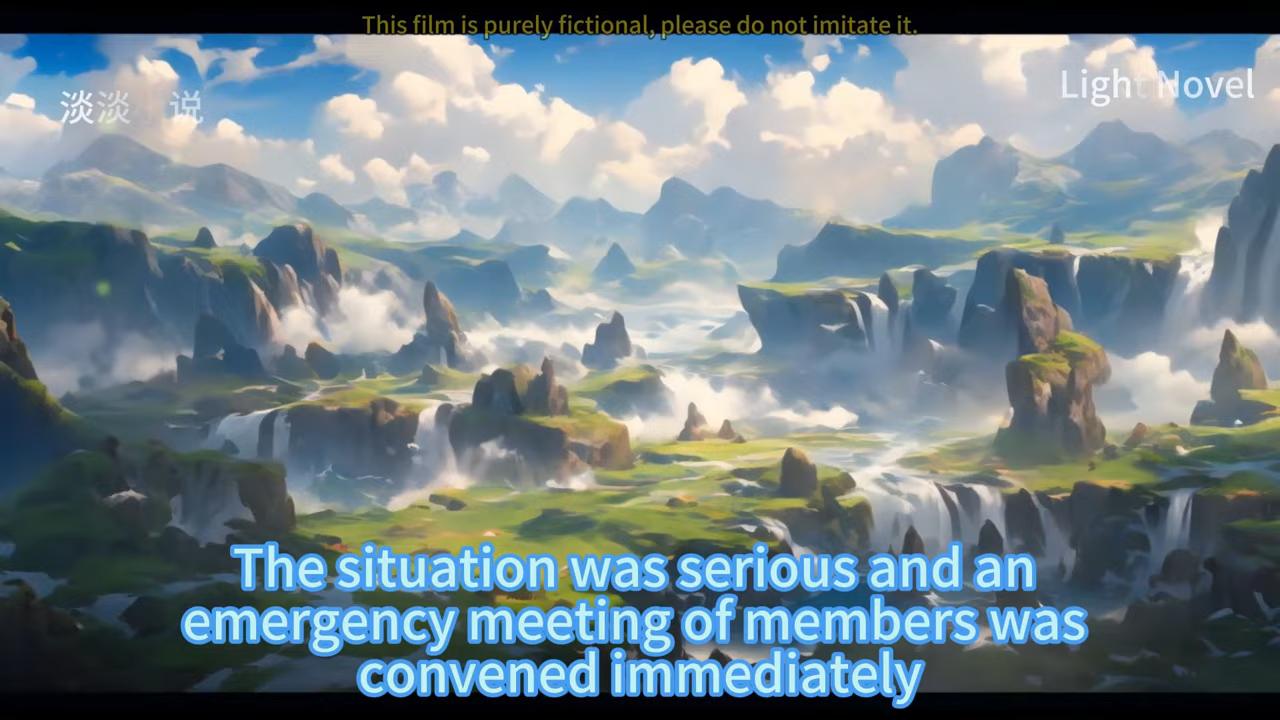 This film is purely fictional, please do not imitate it.
淡淡 说
Light Novel
The situation was serious and an
emergency meeting of members was
convened immediately